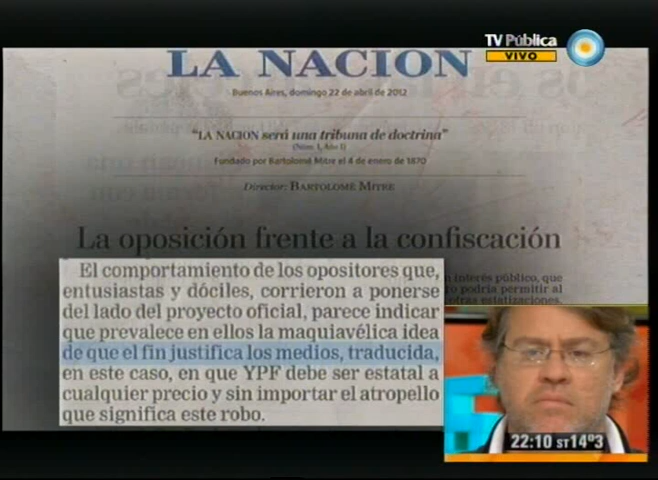 TV Pública
VIVO
LA NACION
Buenos Aires, domingo 22 de abril de 2012
"LA NACION será una tribuna de doctrina"
(Núm. 1, Año I)
Fundado por Bartolomé Mitre el 4 de enero de 1870
Director: BARTOLOMÉ MITRE
La oposición frente a la confiscación
El comportamiento de los opositores que,
entusiastas y dóciles, corrieron a ponerse
del lado del proyecto oficial, parece indicar
que prevalece en ellos la maquiavélica idea
de que el fin justifica los medios, traducida,
en este caso, en que YPF debe ser estatal a
cualquier precio y sin importar el atropello
que significa este robo.
interés público, que
podría permitir al
otras estatizaciones.
22:10 ST14°3